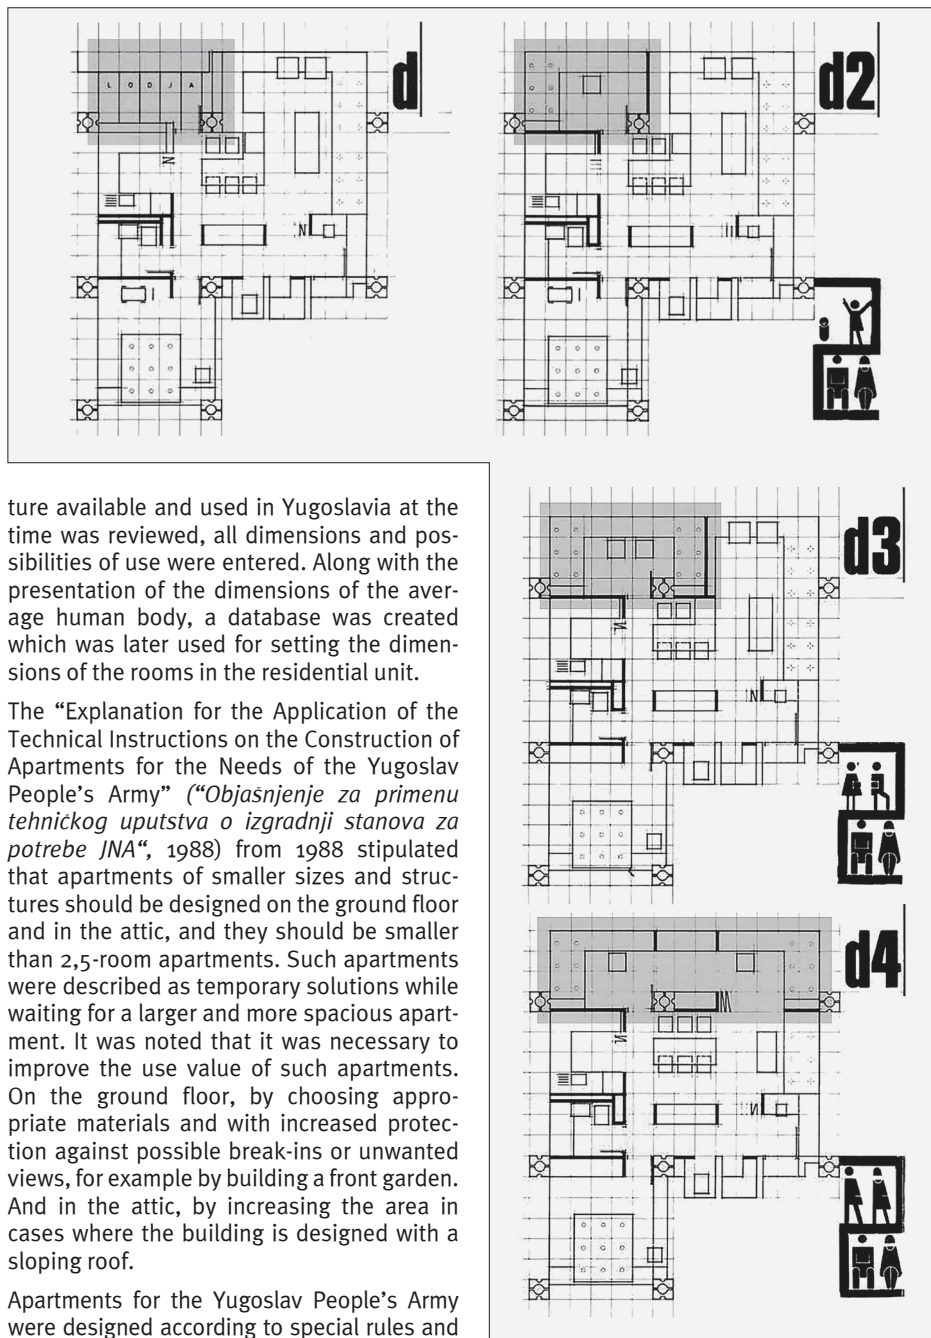 d
LODJA
d2
ture available and used in Yugoslavia at the
time was reviewed, all dimensions and pos-
sibilities of use were entered. Along with the
presentation of the dimensions of the aver-
age human body, a database was created
which was later used for setting the dimen-
sions of the rooms in the residential unit.
The “Explanation for the Application of the
Technical Instructions on the Construction of
Apartments for the Needs of the Yugoslav
People’s Army” (“Objašnjenje za primenu
tehničkog uputstva o izgradnji stanova za
potrebe JNA“, 1988) from 1988 stipulated
that apartments of smaller sizes and struc-
tures should be designed on the ground floor
and in the attic, and they should be smaller
than 2,5-room apartments. Such apartments
were described as temporary solutions while
waiting for a larger and more spacious apart-
ment. It was noted that it was necessary to
improve the use value of such apartments.
On the ground floor, by choosing appro-
priate materials and with increased protec-
tion against possible break-ins or unwanted
views, for example by building a front garden.
And in the attic, by increasing the area in
cases where the building is designed with a
sloping roof.
Apartments for the Yugoslav People’s Army
were designed according to special rules and
d3
d4